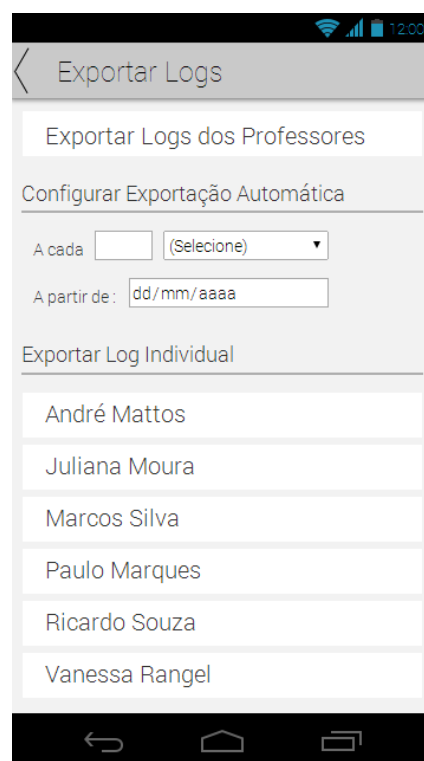 12:00
Exportar Logs
Exportar Logs dos Professores
Configurar Exportação Automática
A cada (Selecione)
A partir de: dd/mm/aaaa
Exportar Log Individual
André Mattos
Juliana Moura
Marcos Silva
Paulo Marques
Ricardo Souza
Vanessa Rangel